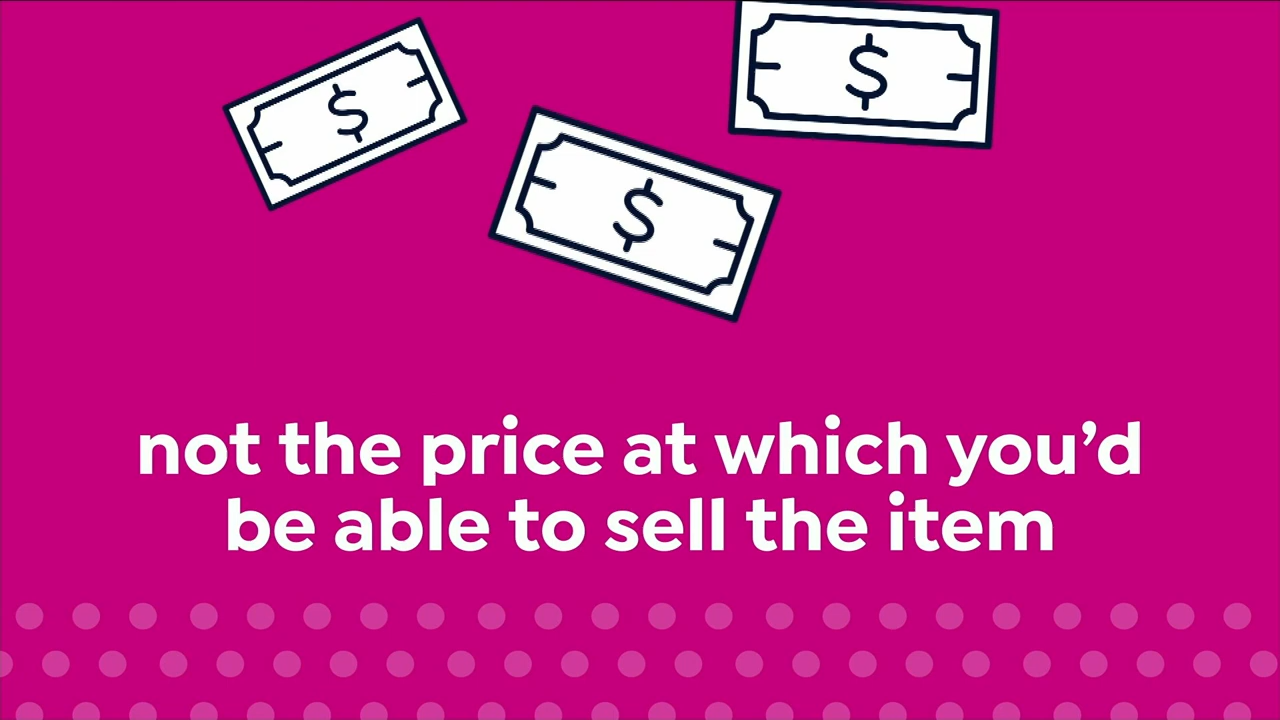 $
$
$
not the price at which you’d
be able to sell the item